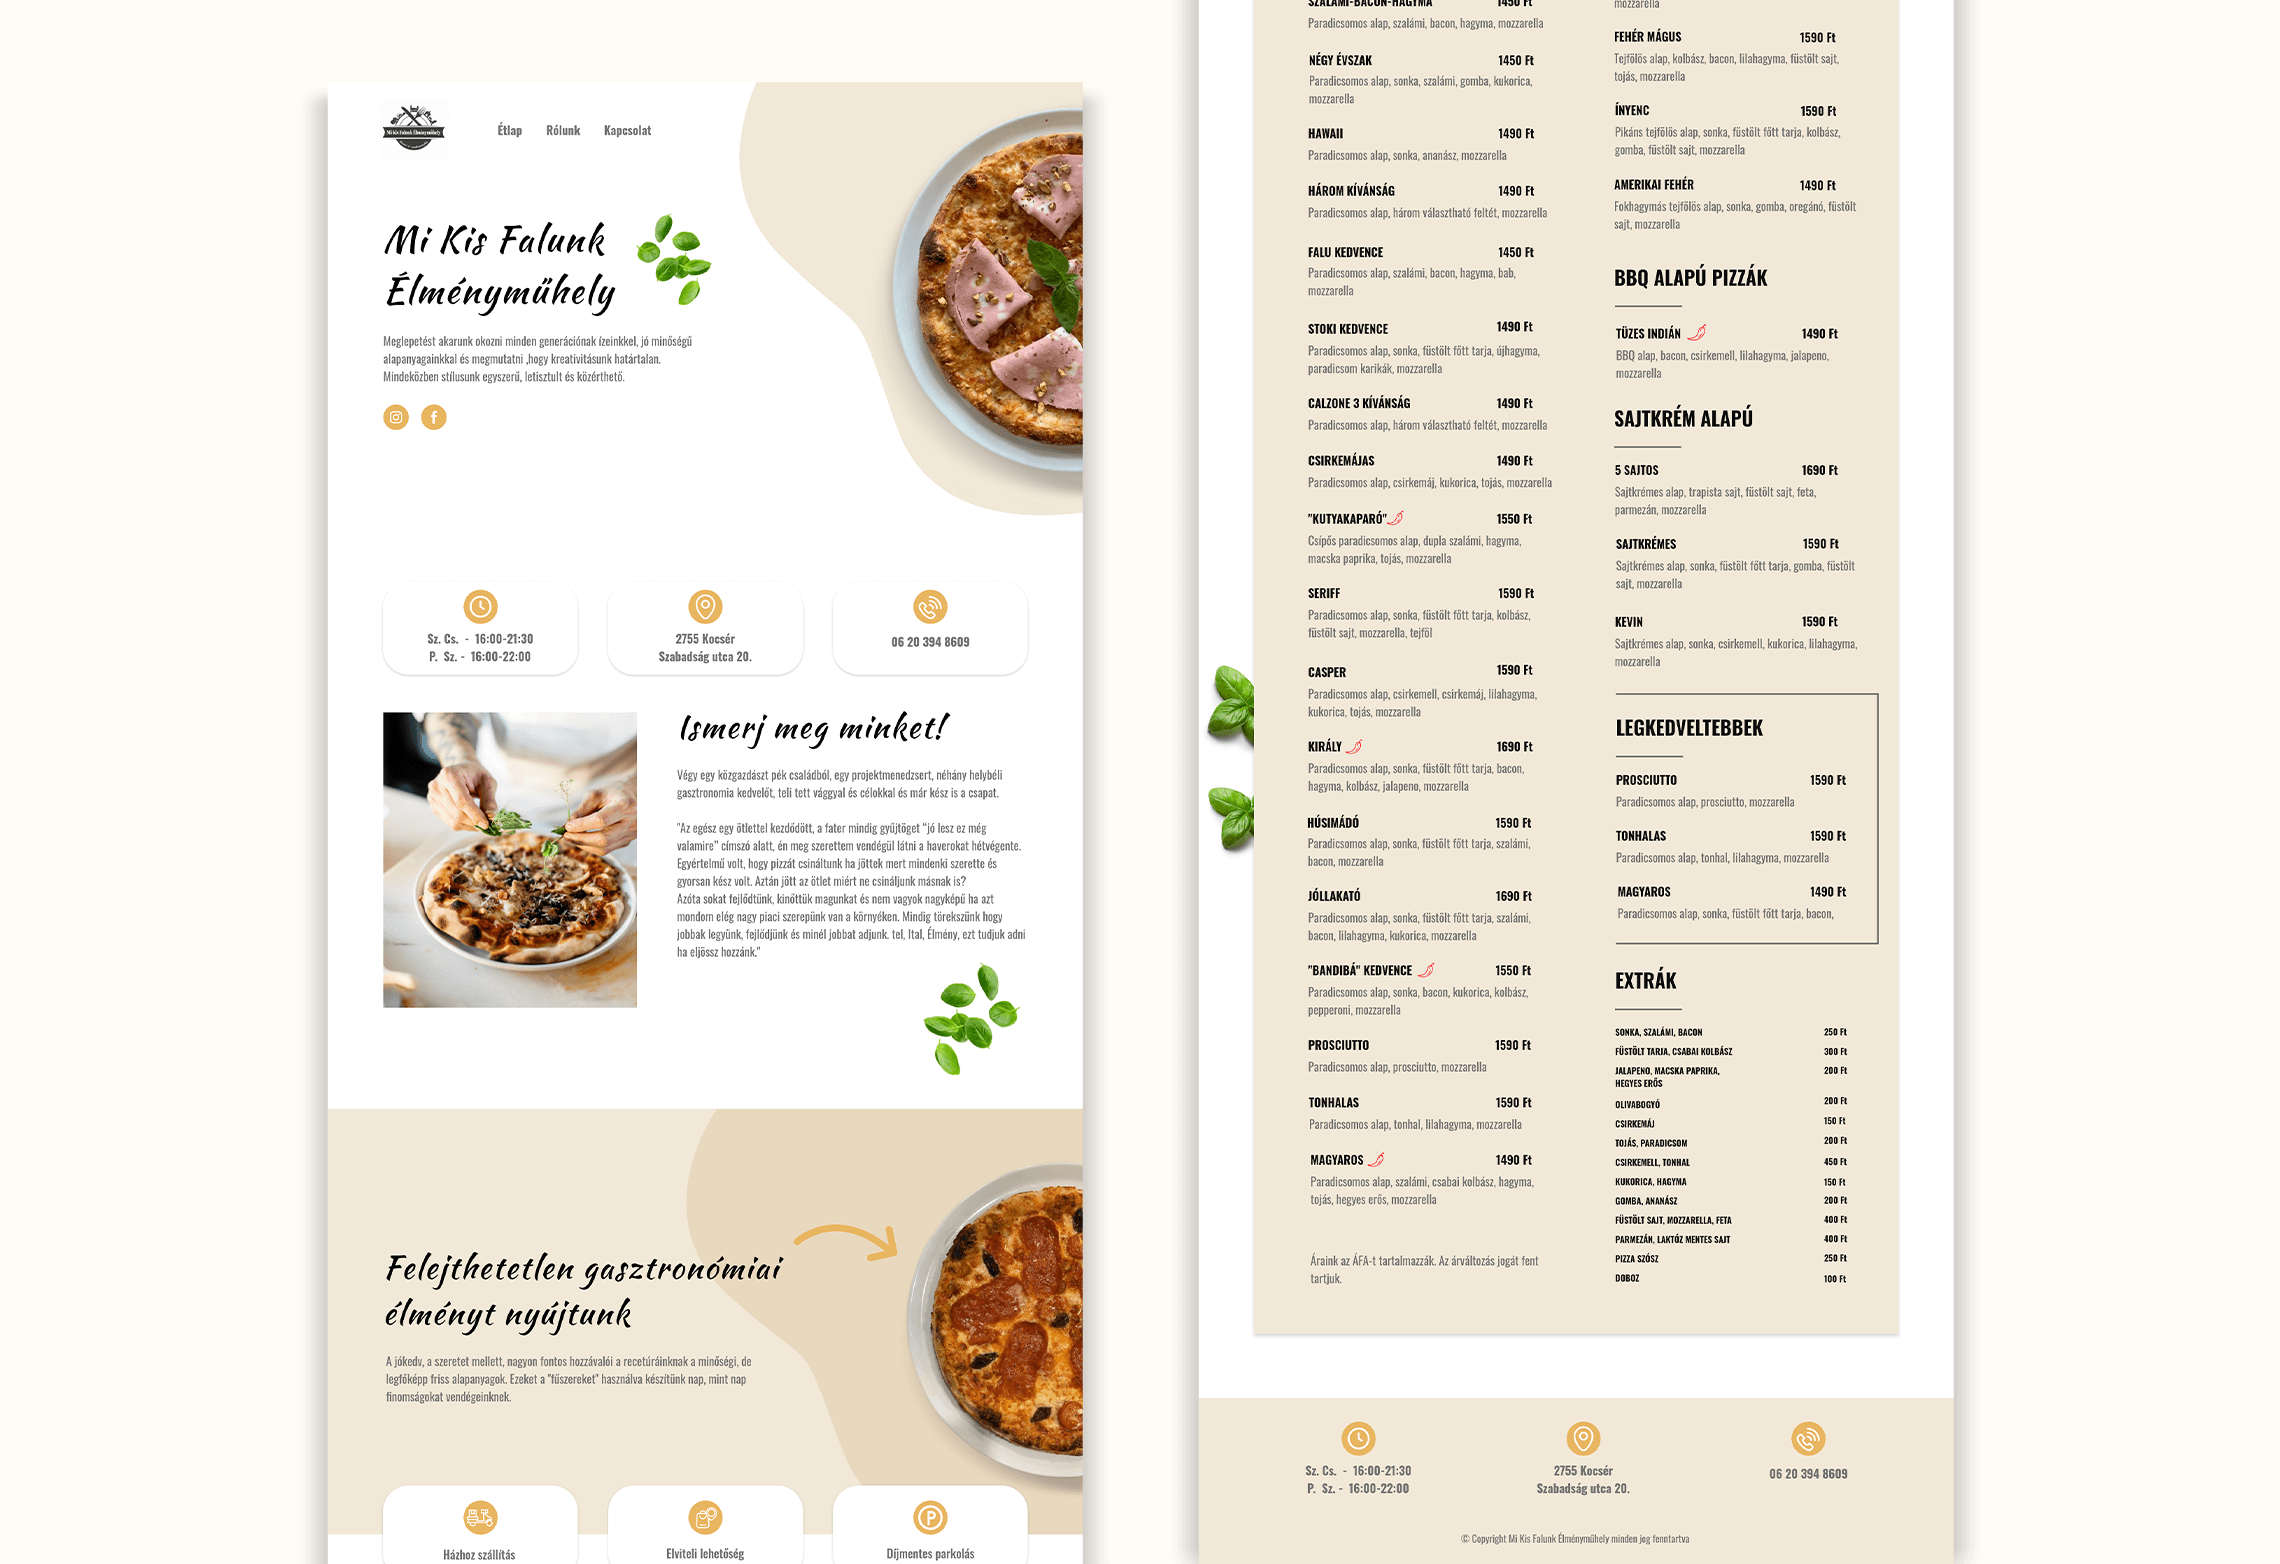 Mi Kis Falunk Élményműhely
Étlap
Rólunk
Kapcsolat
Mi Kis Falunk
Élményműhely
Meglepetést akarunk okozni minden generációnak ízeinkkel, jó minőségű
alapanyagainkkal és megmutatni ,hogy kreativitásunk határtalan.
Mindeközben stílusunk egyszerű, letisztult és közérthető.
Sz. Cs. - 16:00-21:30
P. Sz. - 16:00-22:00
2755 Kocsér
Szabadság utca 20.
06 20 394 8609
Ismerj meg minket!
Végy egy közgazdászt pék családból, egy projektmenedzsert, néhány helybéli
gasztronomia kedvelőt, teli tett vággyal és célokkal és már kész is a csapat.
"Az egész egy ötlettel kezdődött, a fater mindig gyűjtöget “jó lesz ez még
valamire” címszó alatt, én meg szerettem vendégül látni a haverokat hétvégente.
Egyértelmű volt, hogy pizzát csináltunk ha jöttek mert mindenki szerette és
gyorsan kész volt. Aztán jött az ötlet miért ne csináljunk másnak is?
Azóta sokat fejlődtünk, kinőttük magunkat és nem vagyok nagyképű ha azt
mondom elég nagy piaci szerepünk van a környéken. Mindig törekszünk hogy
jobbak legyünk, fejlődjünk és minél jobbat adjunk. tel, Ital, Élmény, ezt tudjuk adni
ha eljössz hozzánk."
Felejthetetlen gasztronómiai
élményt nyújtunk
A jókedv, a szeretet mellett, nagyon fontos hozzávalói a recetúráinknak a minőségi, de
legfőképp friss alapanyagok. Ezeket a "fűszereket" használva készítünk nap, mint nap
finomságokat vendégeinknek.
Házhoz szállítás
Elviteli lehetőség
P
Díjmentes parkolás
SZALÁMI-BACON-HAGYMA 1450 Ft
Paradicsomos alap, szalámi, bacon, hagyma, mozzarella
NÉGY ÉVSZAK 1450 Ft
Paradicsomos alap, sonka, szalámi, gomba, kukorica,
mozzarella
HAWAII 1490 Ft
Paradicsomos alap, sonka, ananász, mozzarella
HÁROM KÍVÁNSÁG 1490 Ft
Paradicsomos alap, három választható feltét, mozzarella
FALU KEDVENCE 1450 Ft
Paradicsomos alap, szalámi, bacon, hagyma, bab,
mozzarella
STOKI KEDVENCE 1490 Ft
Paradicsomos alap, sonka, füstölt főtt tarja, újhagyma,
paradicsom karikák, mozzarella
CALZONE 3 KÍVÁNSÁG 1490 Ft
Paradicsomos alap, három választható feltét, mozzarella
CSIRKEMÁJAS 1490 Ft
Paradicsomos alap, csirkemáj, kukorica, tojás, mozzarella
"KUTYAKAPARÓ" 1550 Ft
Csípős paradicsomos alap, dupla szalámi, hagyma,
macska paprika, tojás, mozzarella
SERIFF 1590 Ft
Paradicsomos alap, sonka, füstölt főtt tarja, kolbász,
füstölt sajt, mozzarella, tejföl
CASPER 1590 Ft
Paradicsomos alap, csirkemell, csirkemáj, lilahagyma,
kukorica, tojás, mozzarella
KIRÁLY 1690 Ft
Paradicsomos alap, sonka, füstölt főtt tarja, bacon,
hagyma, kolbász, jalapeno, mozzarella
HÚSIMÁDÓ 1590 Ft
Paradicsomos alap, sonka, füstölt főtt tarja, szalámi,
bacon, mozzarella
JÓLLAKATÓ 1690 Ft
Paradicsomos alap, sonka, füstölt főtt tarja, szalámi,
bacon, lilahagyma, kukorica, mozzarella
"BANDIBÁ" KEDVENCE 1550 Ft
Paradicsomos alap, sonka, bacon, kukorica, kolbász,
pepperoni, mozzarella
PROSCIUTTO 1590 Ft
Paradicsomos alap, prosciutto, mozzarella
TONHALAS 1590 Ft
Paradicsomos alap, tonhal, lilahagyma, mozzarella
MAGYAROS 1490 Ft
Paradicsomos alap, szalámi, csabai kolbász, hagyma,
tojás, hegyes erős, mozzarella
Áraink az ÁFA-t tartalmazzák. Az árváltozás jogát fent
tartjuk.
mozzarella
FEHÉR MÁGUS 1590 Ft
Tejfölös alap, kolbász, bacon, lilahagyma, füstölt sajt,
tojás, mozzarella
ÍNYENC 1590 Ft
Pikáns tejfölös alap, sonka, füstölt főtt tarja, kolbász,
gomba, füstölt sajt, mozzarella
AMERIKAI FEHÉR 1490 Ft
Fokhagymás tejfölös alap, sonka, gomba, oregánó, füstölt
sajt, mozzarella
BBQ ALAPÚ PIZZÁK
TÜZES INDIÁN 1490 Ft
BBQ alap, bacon, csirkemell, lilahagyma, jalapeno,
mozzarella
SAJTKRÉM ALAPÚ
5 SAJTOS 1690 Ft
Sajtkrémes alap, trapista sajt, füstölt sajt, feta,
parmezán, mozzarella
SAJTKRÉMES 1590 Ft
Sajtkrémes alap, sonka, füstölt főtt tarja, gomba, füstölt
sajt, mozzarella
KEVIN 1590 Ft
Sajtkrémes alap, sonka, csirkemell, kukorica, lilahagyma,
mozzarella
LEGKEDVELTEBBEK
PROSCIUTTO 1590 Ft
Paradicsomos alap, prosciutto, mozzarella
TONHALAS 1590 Ft
Paradicsomos alap, tonhal, lilahagyma, mozzarella
MAGYAROS 1490 Ft
Paradicsomos alap, sonka, füstölt főtt tarja, bacon,
EXTRÁK
SONKA, SZALÁMI, BACON 250 Ft
FÜSTÖLT TARJA, CSABAI KOLBÁSZ 300 Ft
JALAPENO, MACSKA PAPRIKA, 200 Ft
HEGYES ERŐS
OLIVABOGYÓ 200 Ft
CSIRKEMÁJ 150 Ft
TOJÁS, PARADICSOM 200 Ft
CSIRKEMELL, TONHAL 450 Ft
KUKORICA, HAGYMA 150 Ft
GOMBA, ANANÁSZ 200 Ft
FÜSTÖLT SAJT, MOZZARELLA, FETA 400 Ft
PARMEZÁN, LAKTÓZ MENTES SAJT 400 Ft
PIZZA SZÓSZ 250 Ft
DOBOZ 100 Ft
Sz. Cs. - 16:00-21:30
P. Sz. - 16:00-22:00
2755 Kocsér
Szabadság utca 20.
06 20 394 8609
© Copyright Mi Kis Falunk Élményműhely minden jog fenntartva